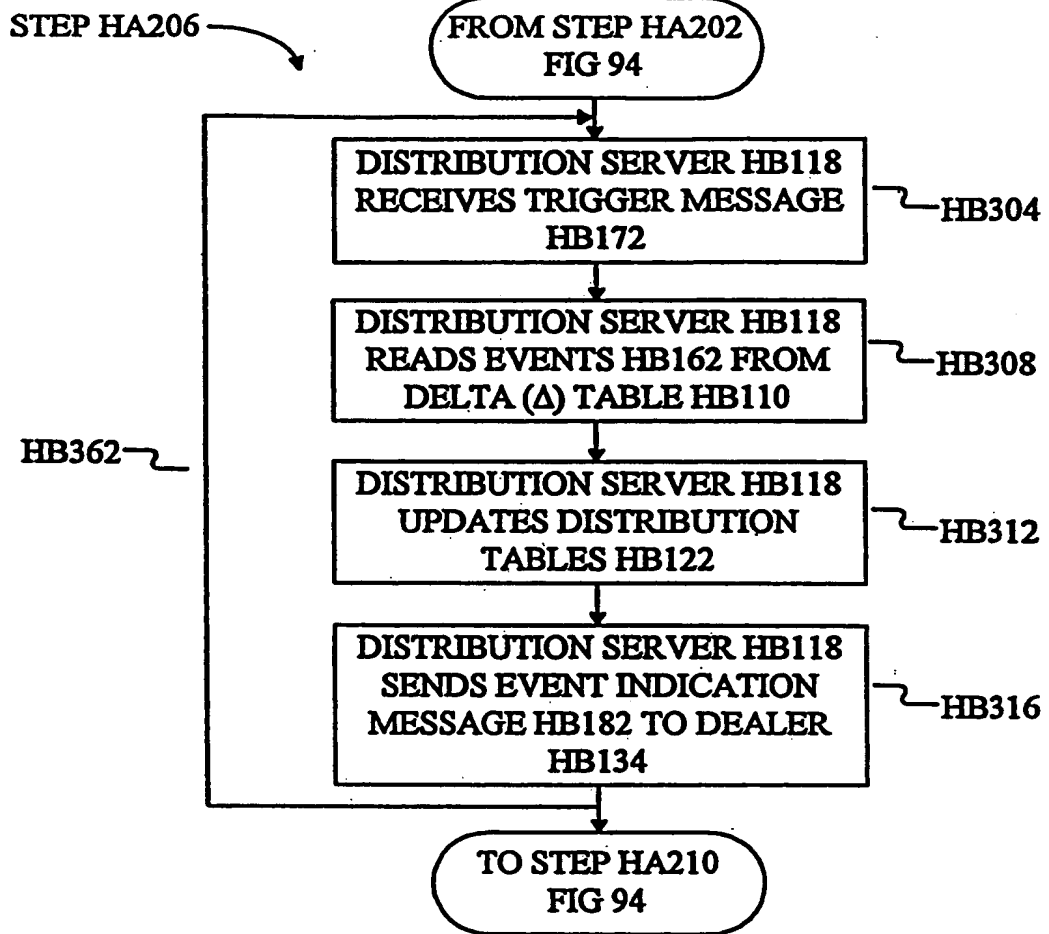 STEP HA206
FROM STEP HA202
FIG 94
DISTRIBUTION SERVER HB118
RECEIVES TRIGGER MESSAGE
HB172
HB304
DISTRIBUTION SERVER HB118
READS EVENTS HB162 FROM
DELTA (Δ) TABLE HB110
HB308
HB362
DISTRIBUTION SERVER HB118
UPDATES DISTRIBUTION
TABLES HB122
HB312
DISTRIBUTION SERVER HB118
SENDS EVENT INDICATION
MESSAGE HB182 TO DEALER
HB134
HB316
TO STEP HA210
FIG 94